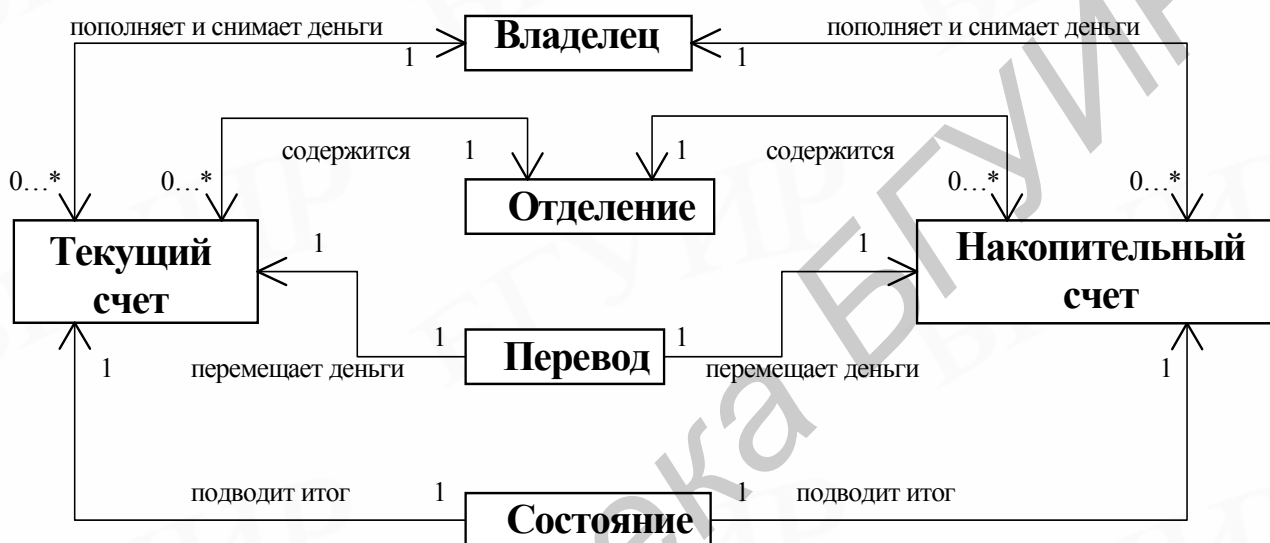 пополняет и снимает деньги
1
Владелец
1
пополняет и снимает деньги
содержится
1
1
содержится
0…*
0…*
Отделение
0…*
0…*
Текущий
счет
1
1
Накопительный
счет
1
Перевод
1
1
перемещает деньги
перемещает деньги
1
подводит итог
1
Состояние
1
подводит итог
БГУИР